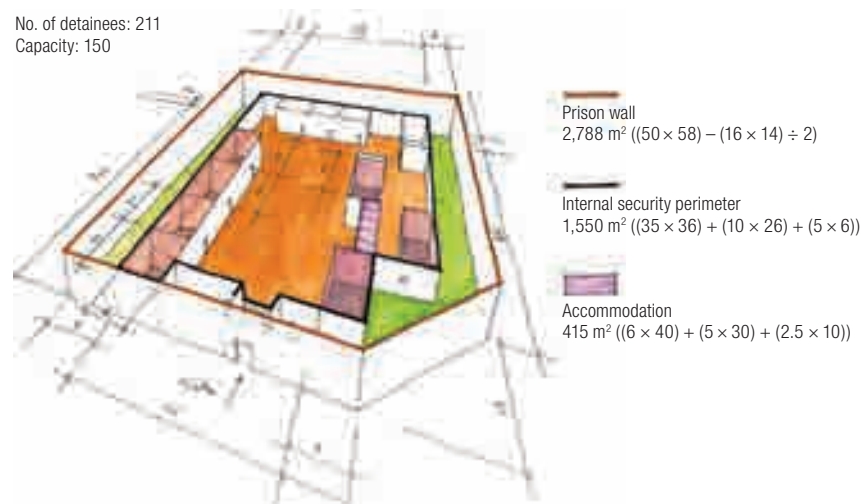 No. of detainees: 211
Capacity: 150
Prison wall
2,788 m² ((50 × 58) – (16 × 14) ÷ 2)
Internal security perimeter
1,550 m² ((35 × 36) + (10 × 26) + (5 × 6))
Accommodation
415 m² ((6 × 40) + (5 × 30) + (2.5 × 10))